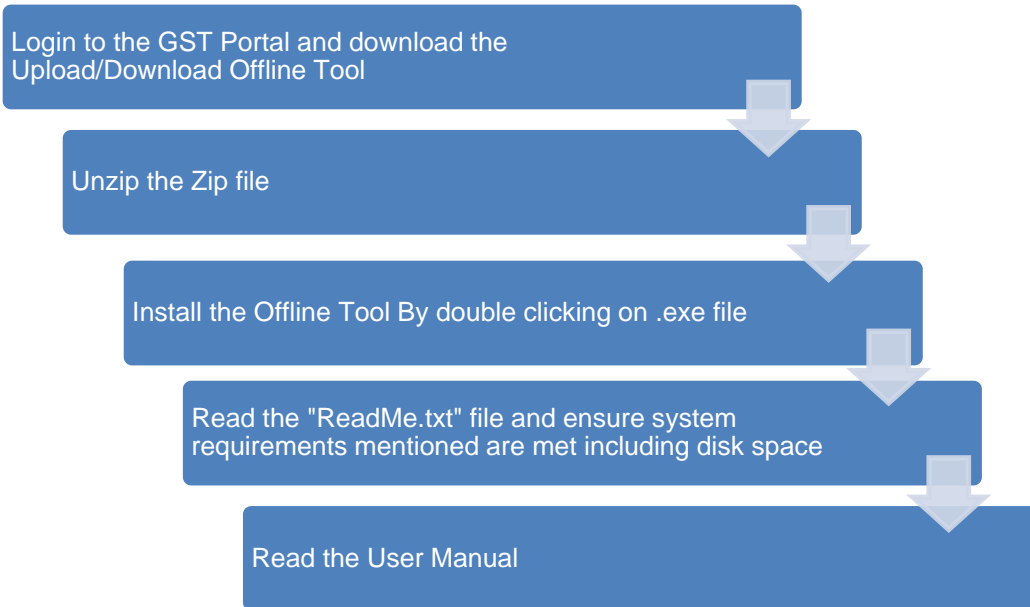 Login to the GST Portal and download the
Upload/Download Offline Tool
Unzip the Zip file
Install the Offline Tool By double clicking on .exe file
Read the "ReadMe.txt" file and ensure system
requirements mentioned are met including disk space
Read the User Manual